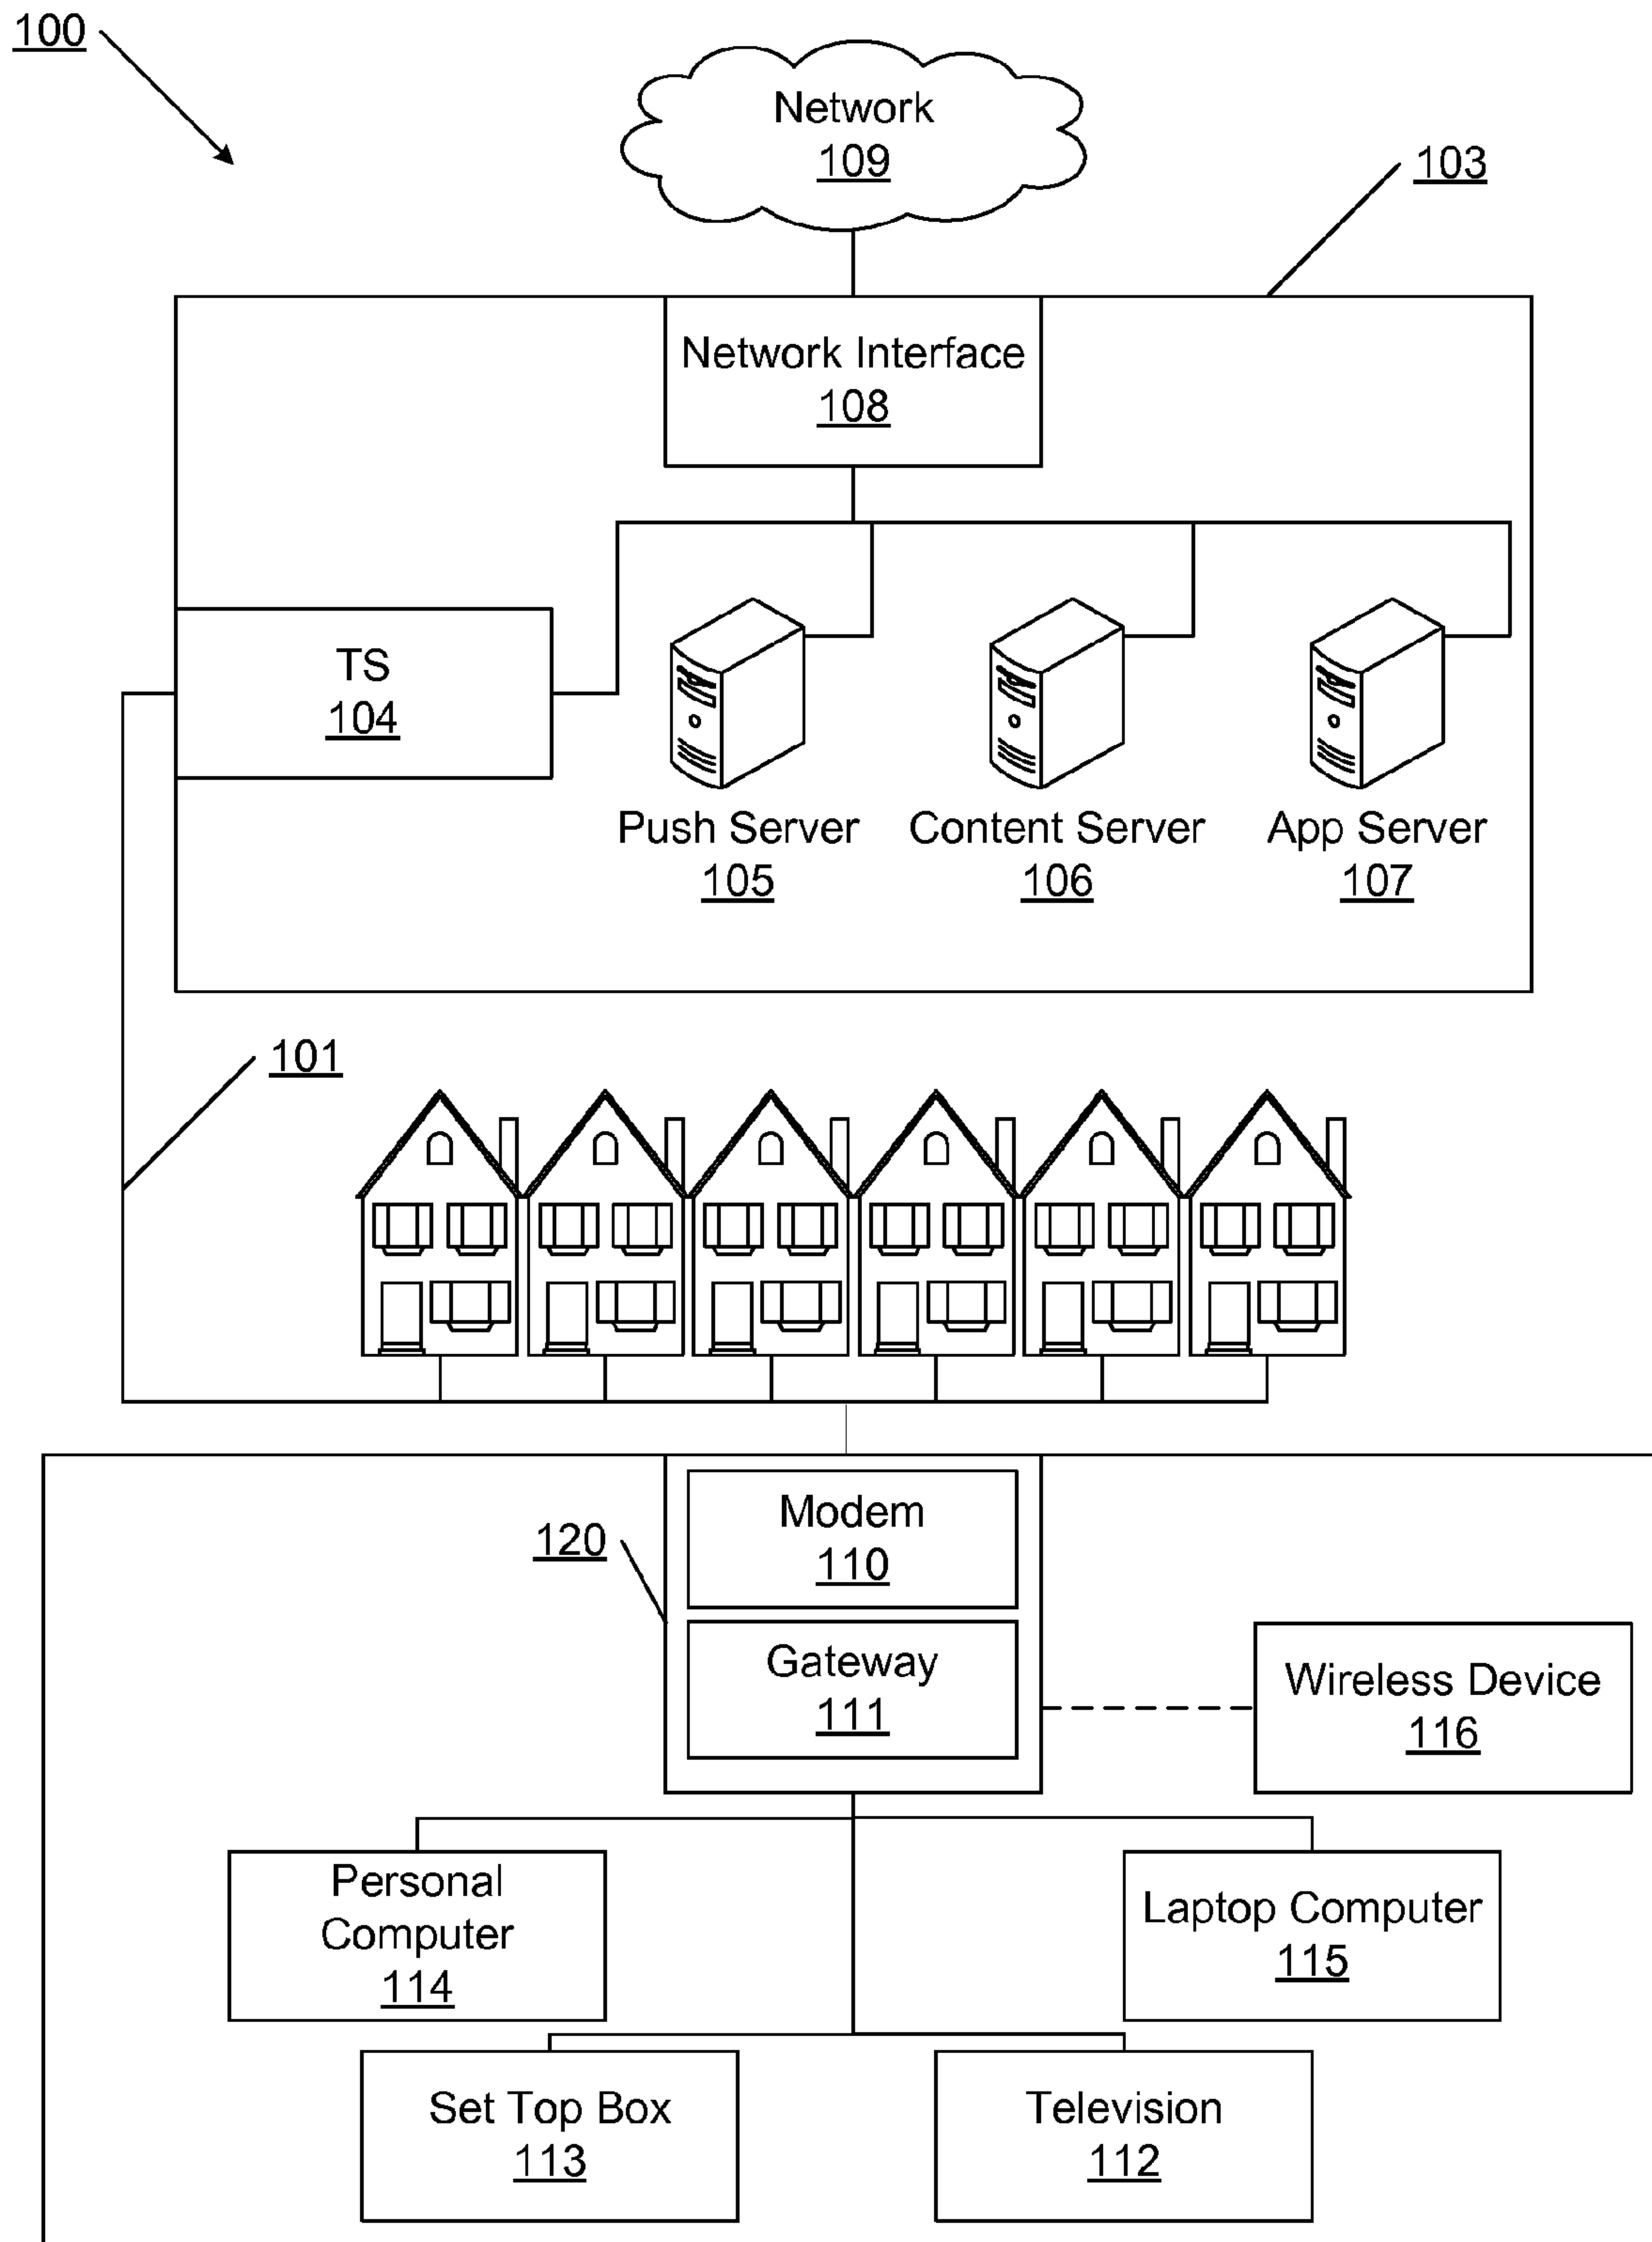 100
Network
109
103
Network Interface
108
TS
104
Push Server
105
Content Server
106
App Server
107
101
Modem
110
120
Gateway
111
Wireless Device
116
Personal
Computer
114
Laptop Computer
115
Set Top Box
113
Television
112